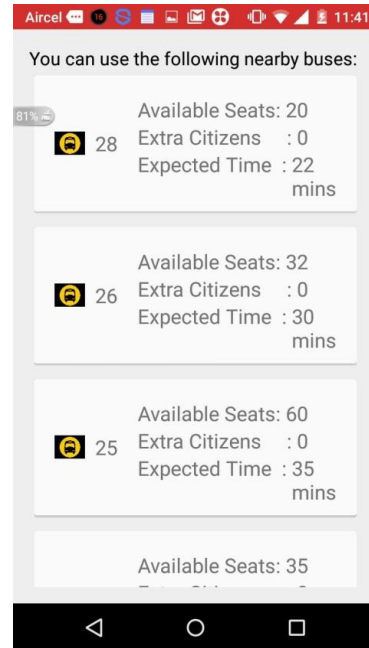 Aircel 16 11:41
You can use the following nearby buses:
81%
Available Seats: 20
28 Extra Citizens : 0
Expected Time : 22
mins
Available Seats: 32
26 Extra Citizens : 0
Expected Time : 30
mins
Available Seats: 60
25 Extra Citizens : 0
Expected Time : 35
mins
Available Seats: 35